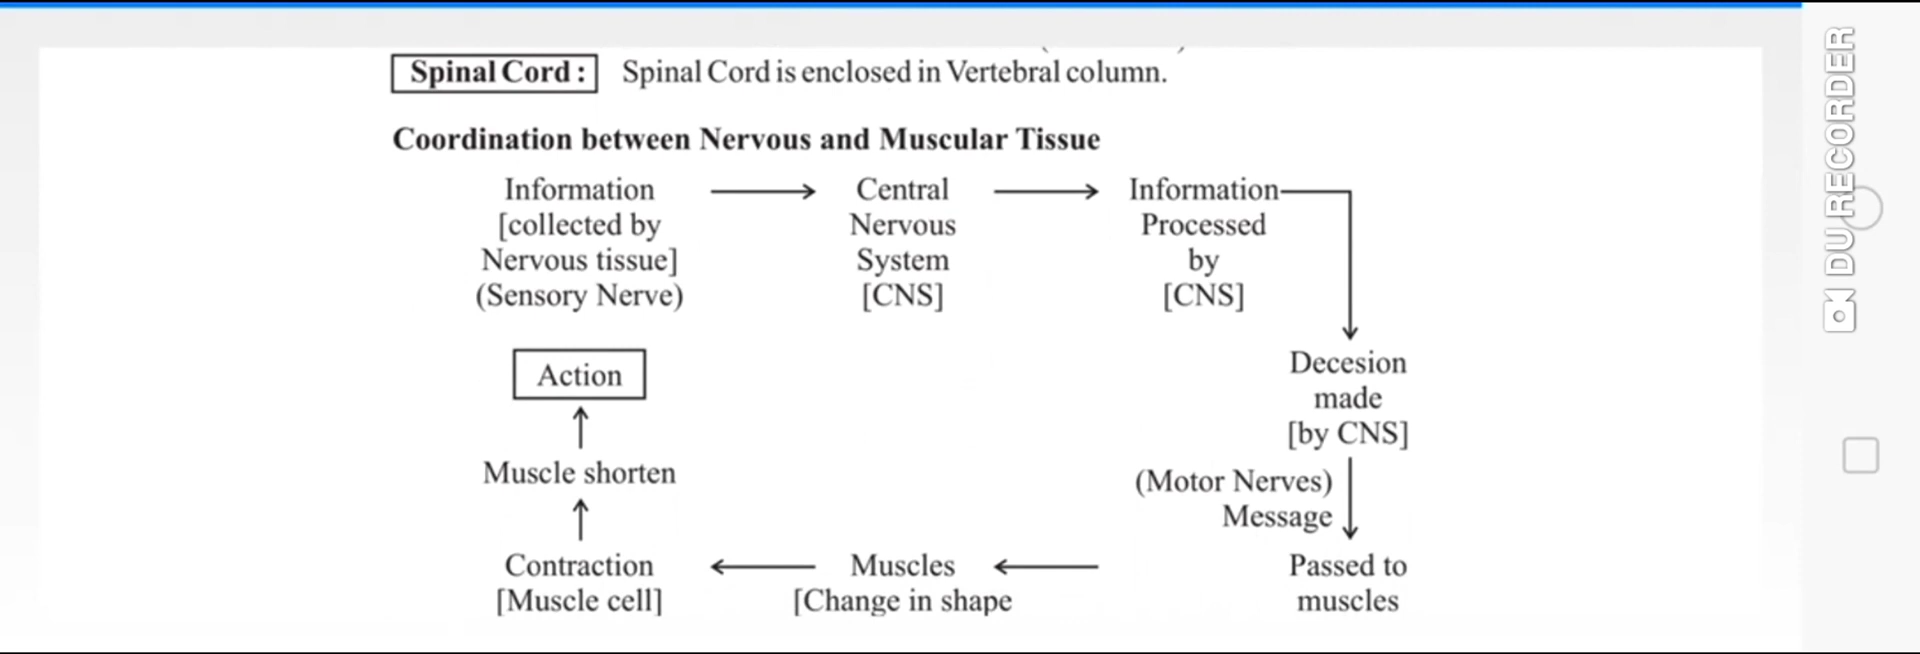 Spinal Cord : Spinal Cord is enclosed in Vertebral column.
Coordination between Nervous and Muscular Tissue
Information
[collected by
Nervous tissue]
(Sensory Nerve)
Central
Nervous
System
[CNS]
Information
Processed
by
[CNS]
Decesion
made
[by CNS]
(Motor Nerves)
Message
Passed to
muscles
Muscles
[Change in shape
Contraction
[Muscle cell]
Muscle shorten
Action
DU RECORDER